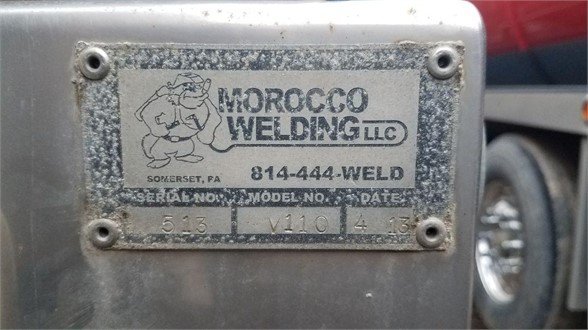 MOROCCO
WELDING LLC
SOMERSET, PA 814-444-WELD
SERIAL NO. MODEL NO. DATE
513 V110 4 13